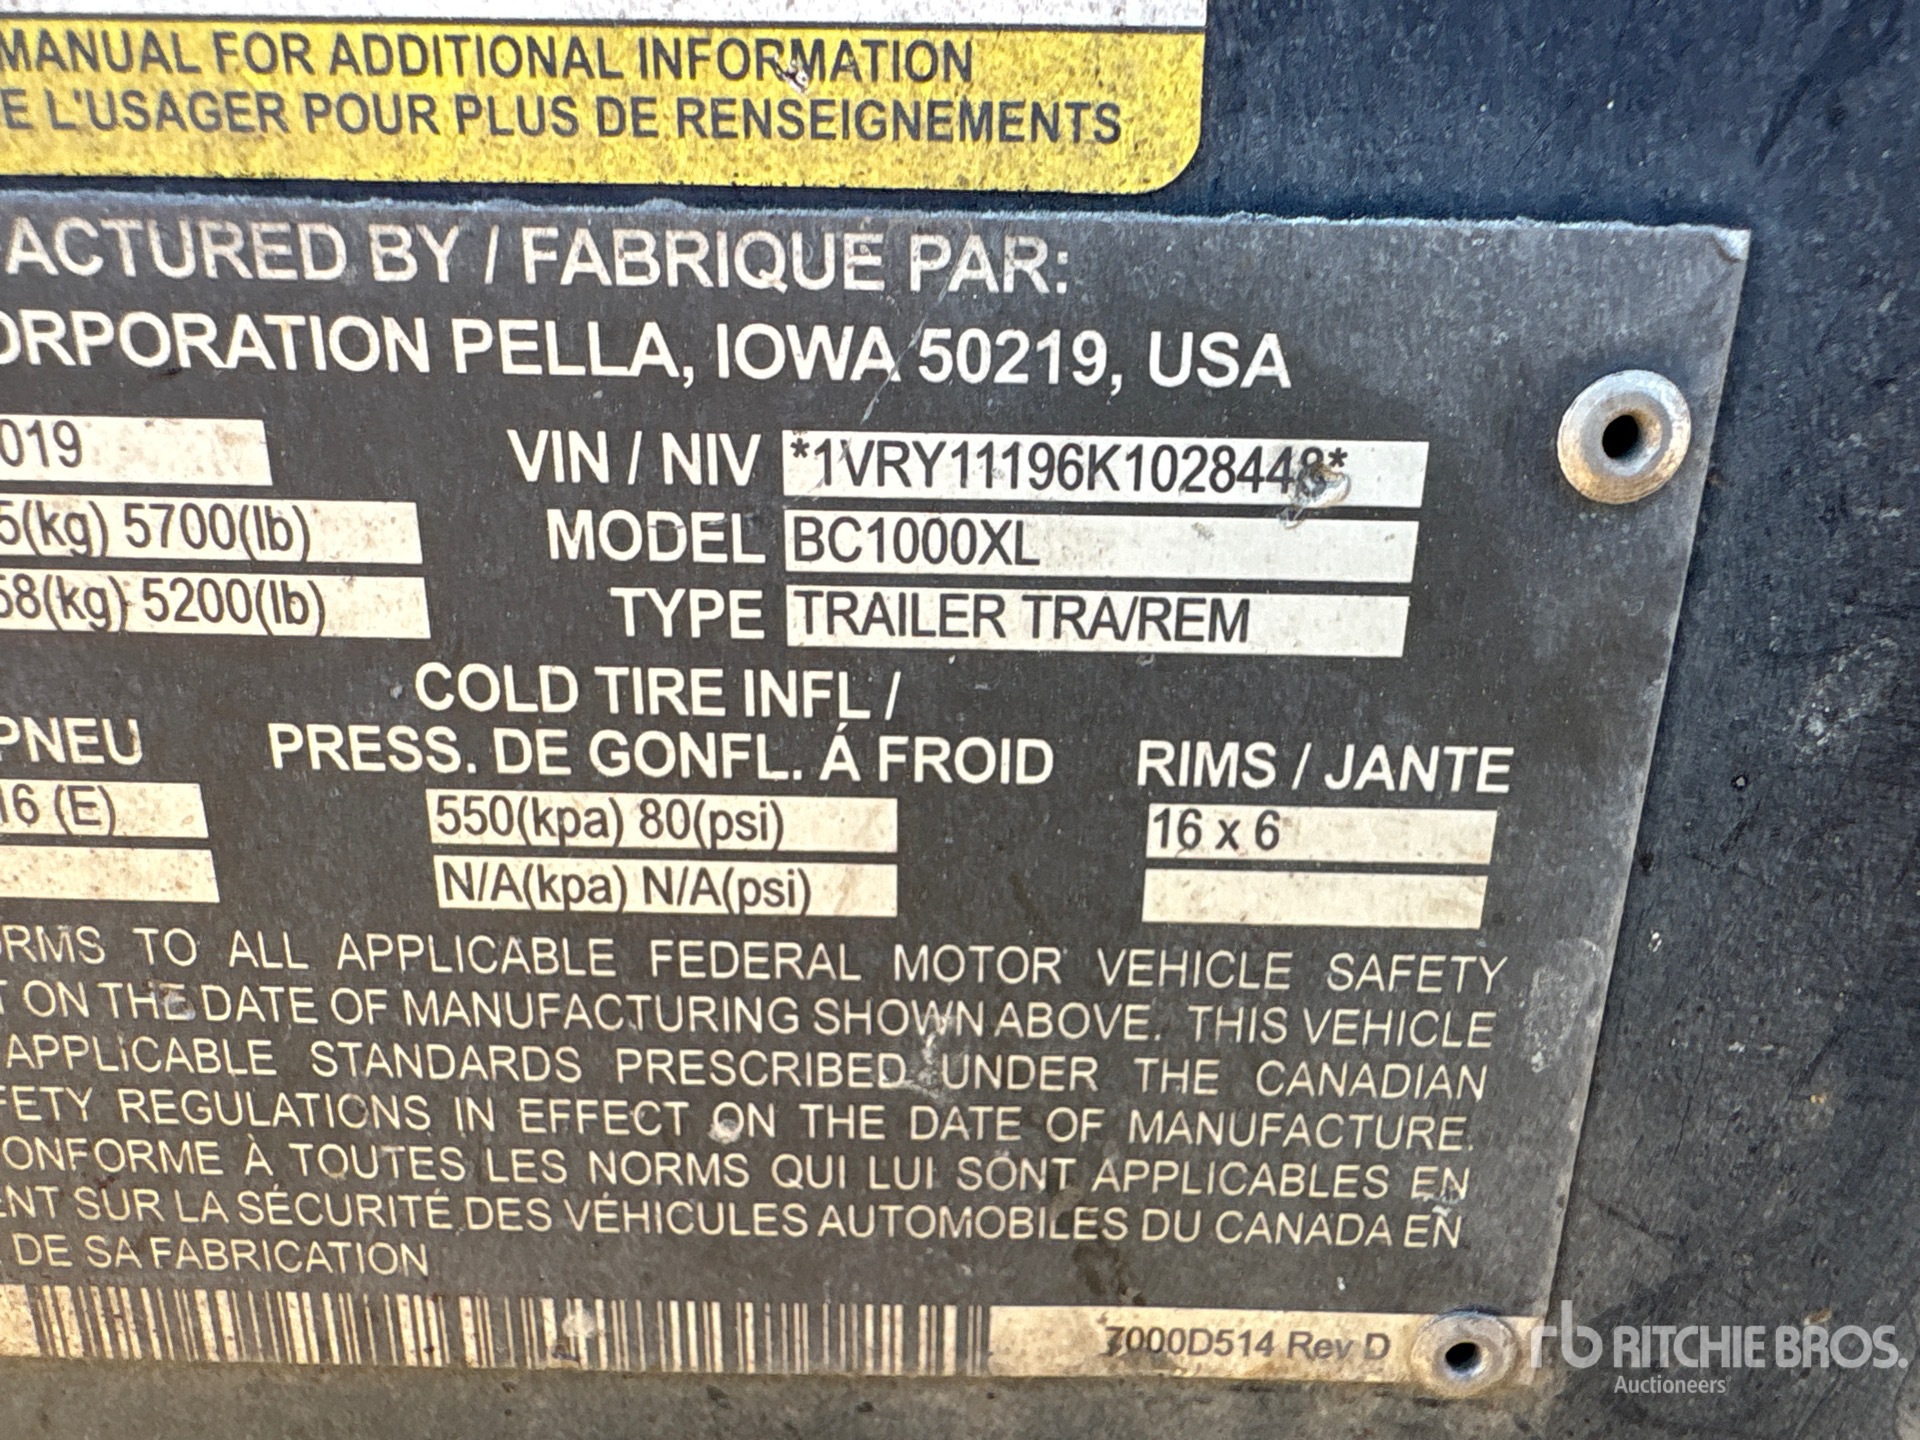 MANUAL FOR ADDITIONAL INFORMATION
E L'USAGER POUR PLUS DE RENSEIGNEMENTS
ACTURED BY / FABRIQUÉ PAR:
ORPORATION PELLA, IOWA 50219, USA
019 VIN / NIV *1VRY11196K1028448*
5(kg) 5700(lb) MODEL BC1000XL
58(kg) 5200(lb) TYPE TRAILER TRA/REM
COLD TIRE INFL /
PNEU PRESS. DE GONFL. Á FROID RIMS / JANTE
16 (E) 550(kpa) 80(psi) 16 x 6
N/A(kpa) N/A(psi)
ORMS TO ALL APPLICABLE FEDERAL MOTOR VEHICLE SAFETY
T ON THE DATE OF MANUFACTURING SHOWN ABOVE. THIS VEHICLE
APPLICABLE STANDARDS PRESCRIBED UNDER THE CANADIAN
FETY REGULATIONS IN EFFECT ON THE DATE OF MANUFACTURE.
ONFORME À TOUTES LES NORMS QUI LUI SONT APPLICABLES EN
ENT SUR LA SÉCURITÉ DES VÉHICULES AUTOMOBILES DU CANADA EN
DE SA FABRICATION
7000D514 Rev D
rb RITCHIE BROS.
Auctioneers